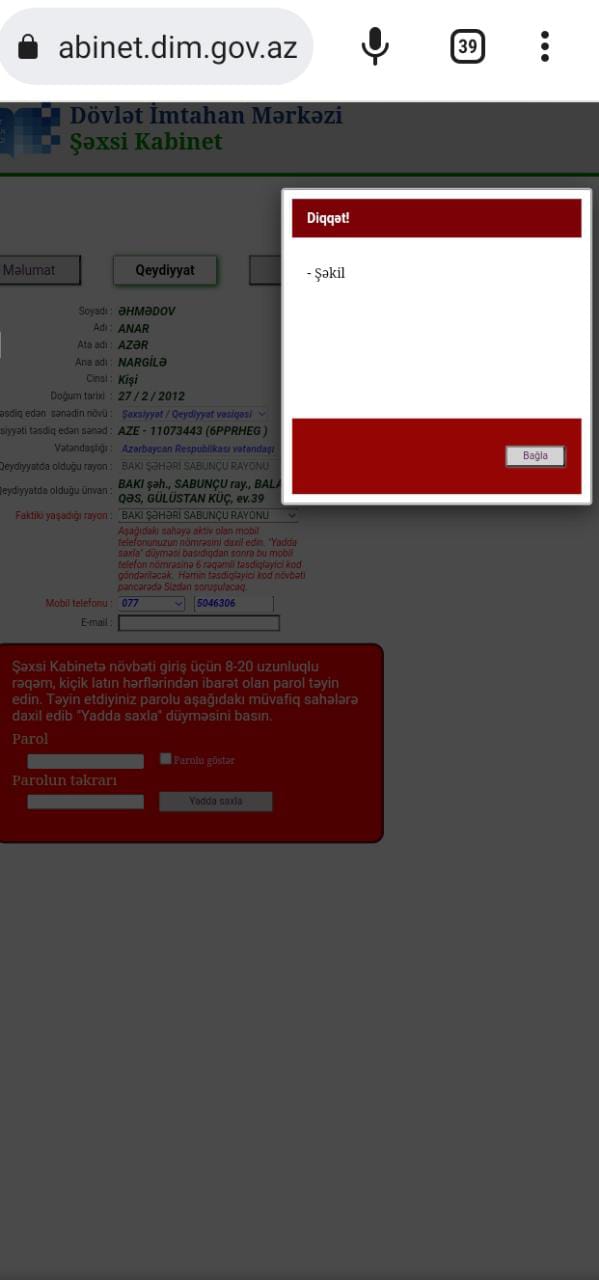 abinet.dim.gov.az
39
Dövlət İmtahan Mərkəzi
Şəxsi Kabinet
Diqqət!
- Şəkil
Bağla
Məlumat
Qeydiyyat
Soyadı : ƏHMƏDOV
Adı : ANAR
Ata adı : AZƏR
Ana adı : NARGİLƏ
Cinsi : Kişi
Doğum tarixi : 27 / 2 / 2012
əsdiq edən sənədin növü : Şəxsiyyət / Qeydiyyat vəsiqəsi
siyyəti təsdiq edən sənəd : AZE - 11073443 (6PPRHEG )
Vətəndaşlığı : Azərbaycan Respublikası vətəndaşı
Qeydiyyatda olduğu rayon : BAKI ŞƏHƏRİ SABUNÇU RAYONU
Qeydiyyatda olduğu ünvan : BAKI şəh., SABUNÇU ray., BALA
QƏS, GÜLÜSTAN KÜÇ, ev.39
Faktiki yaşadığı rayon : BAKI ŞƏHƏRİ SABUNÇU RAYONU
Aşağıdakı sahəyə aktiv olan mobil
telefonunuzun nömrəsini daxil edin. "Yadda
saxla" düyməsi basıdıqdan sonra bu mobil
telefon nömrəsinə 6 rəqəmli təsdiqləyici kod
göndəriləcək. Həmin təsdiqləyici kod növbəti
pəncərədə Sizdən soruşulacaq.
Mobil telefonu : 077 5046306
E-mail :
Şəxsi Kabinetə növbəti giriş üçün 8-20 uzunluqlu
rəqəm, kiçik latın hərflərindən ibarət olan parol təyin
edin. Təyin etdiyiniz parolu aşağıdakı müvafiq sahələrə
daxil edib "Yadda saxla" düyməsini basın.
Parol
Parolu göstər
Parolun təkrarı
Yadda saxla